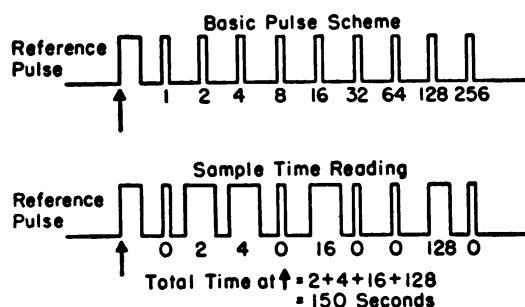 Basic Pulse Scheme
Reference
Pulse
1 2 4 8 16 32 64 128 256
Sample Time Reading
Reference
Pulse
0 2 4 0 16 0 0 128 0
Total Time at ↑ = 2+4+16+128
= 150 Seconds